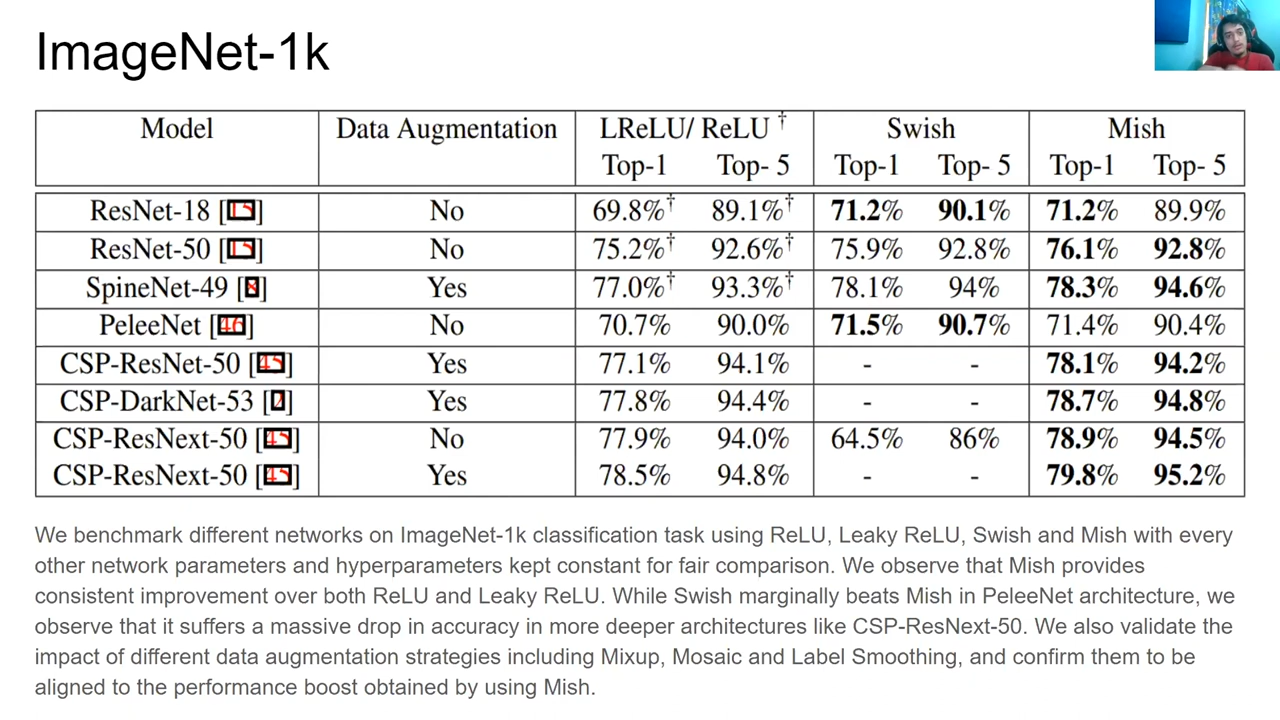 ImageNet-1k
Model Data Augmentation LReLU/ ReLU † Swish Mish
Top-1 Top- 5 Top-1 Top- 5 Top-1 Top- 5
ResNet-18 [15] No 69.8%† 89.1%† 71.2% 90.1% 71.2% 89.9%
ResNet-50 [15] No 75.2%† 92.6%† 75.9% 92.8% 76.1% 92.8%
SpineNet-49 [8] Yes 77.0%† 93.3%† 78.1% 94% 78.3% 94.6%
PeleeNet [46] No 70.7% 90.0% 71.5% 90.7% 71.4% 90.4%
CSP-ResNet-50 [45] Yes 77.1% 94.1% - - 78.1% 94.2%
CSP-DarkNet-53 [] Yes 77.8% 94.4% - - 78.7% 94.8%
CSP-ResNext-50 [45] No 77.9% 94.0% 64.5% 86% 78.9% 94.5%
CSP-ResNext-50 [45] Yes 78.5% 94.8% - - 79.8% 95.2%
We benchmark different networks on ImageNet-1k classification task using ReLU, Leaky ReLU, Swish and Mish with every
other network parameters and hyperparameters kept constant for fair comparison. We observe that Mish provides
consistent improvement over both ReLU and Leaky ReLU. While Swish marginally beats Mish in PeleeNet architecture, we
observe that it suffers a massive drop in accuracy in more deeper architectures like CSP-ResNext-50. We also validate the
impact of different data augmentation strategies including Mixup, Mosaic and Label Smoothing, and confirm them to be
aligned to the performance boost obtained by using Mish.